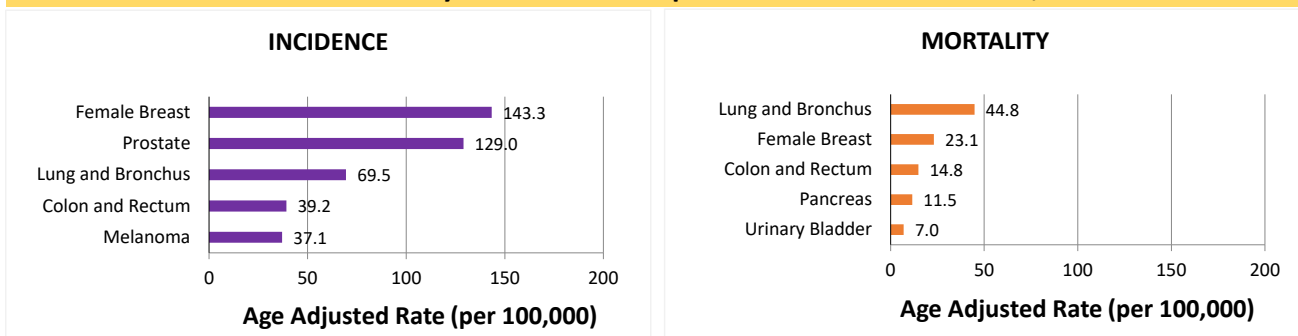 INCIDENCE
Female Breast 143.3
Prostate 129.0
Lung and Bronchus 69.5
Colon and Rectum 39.2
Melanoma 37.1
0 50 100 150 200
Age Adjusted Rate (per 100,000)
MORTALITY
Lung and Bronchus 44.8
Female Breast 23.1
Colon and Rectum 14.8
Pancreas 11.5
Urinary Bladder 7.0
0 50 100 150 200
Age Adjusted Rate (per 100,000)